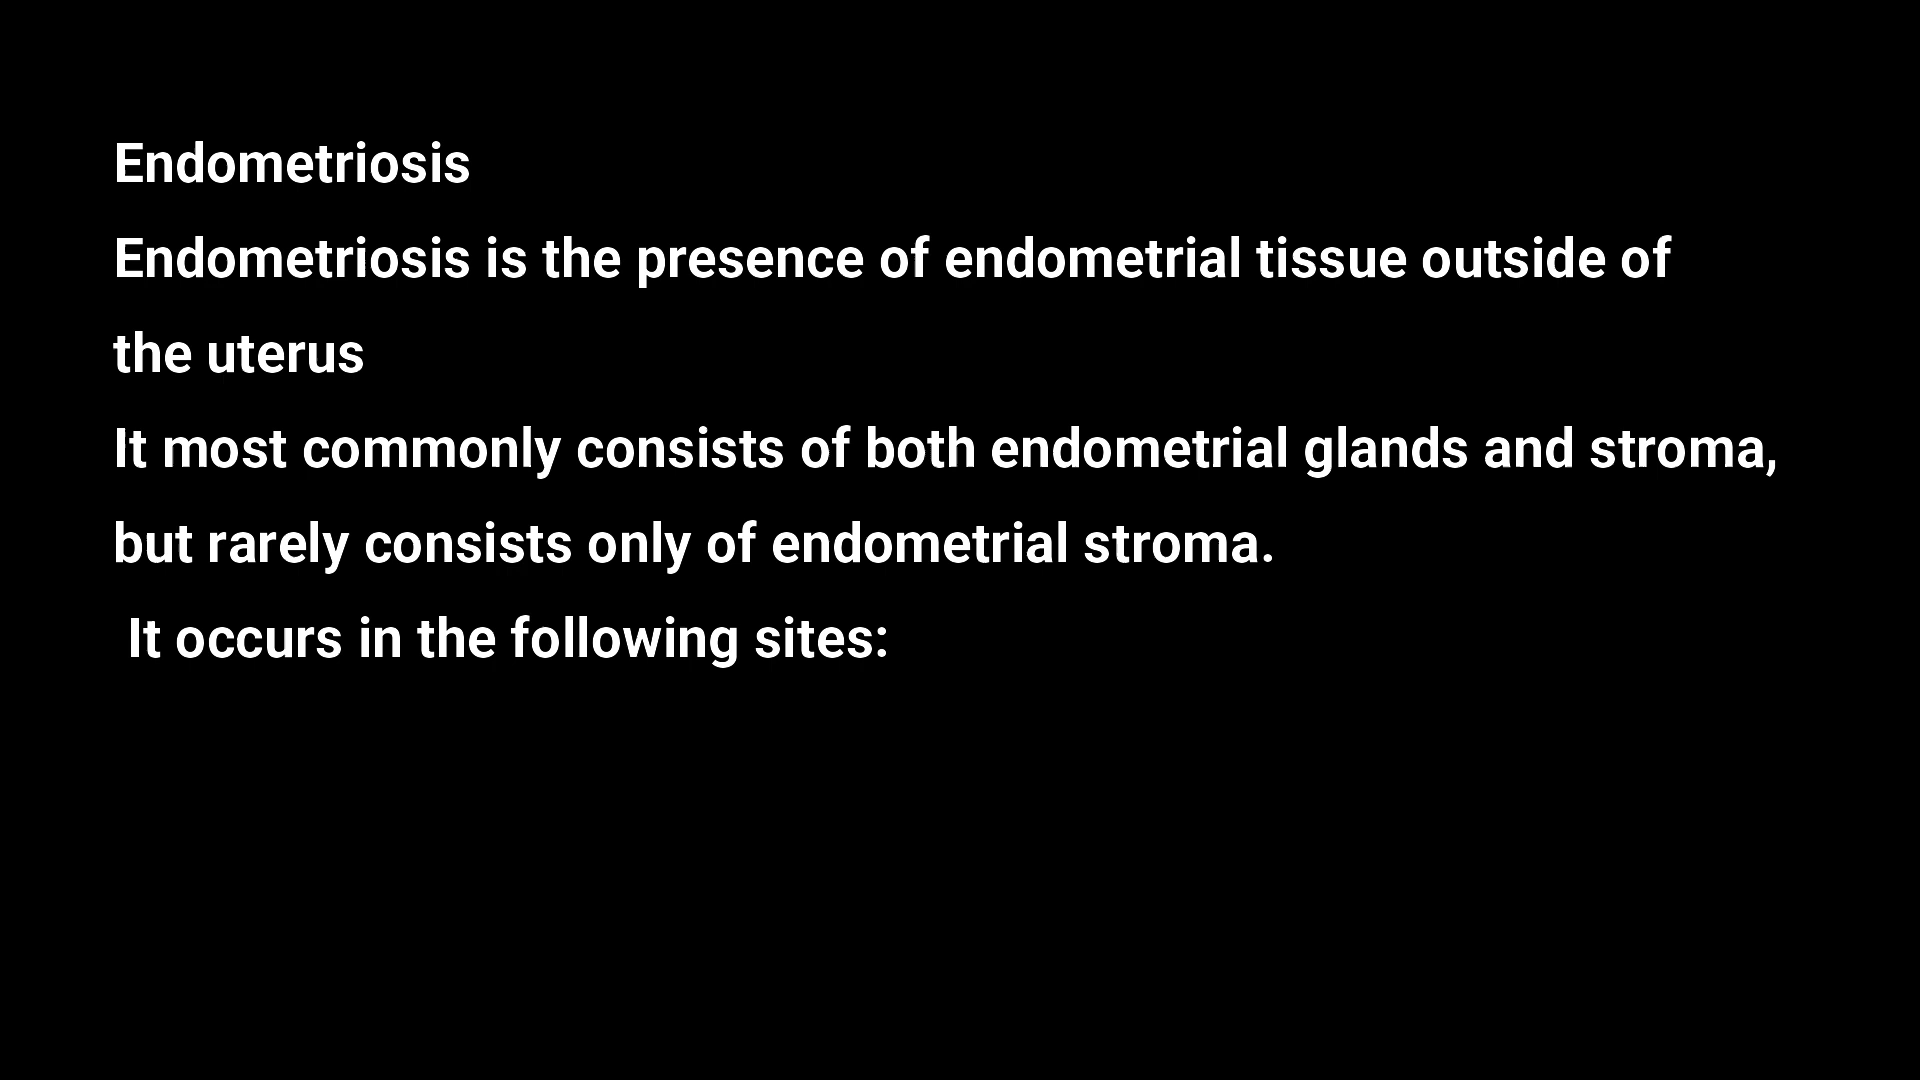 Endometriosis
Endometriosis is the presence of endometrial tissue outside of
the uterus
It most commonly consists of both endometrial glands and stroma,
but rarely consists only of endometrial stroma.
It occurs in the following sites: